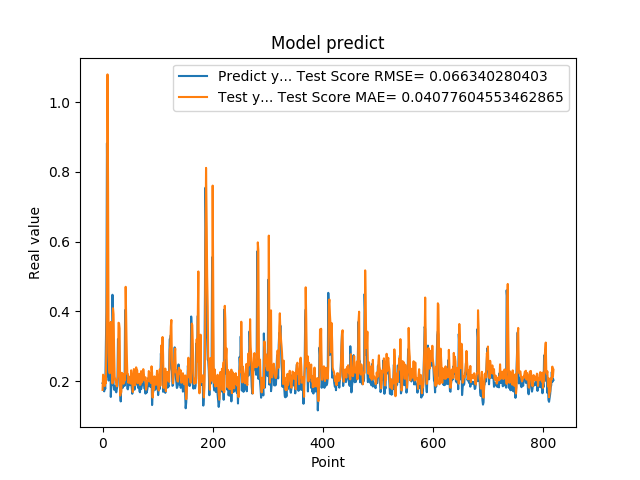 Model predict
Predict y... Test Score RMSE= 0.066340280403
Test y... Test Score MAE= 0.04077604553462865
Real value
1.0
0.8
0.6
0.4
0.2
0
200
400
600
800
Point